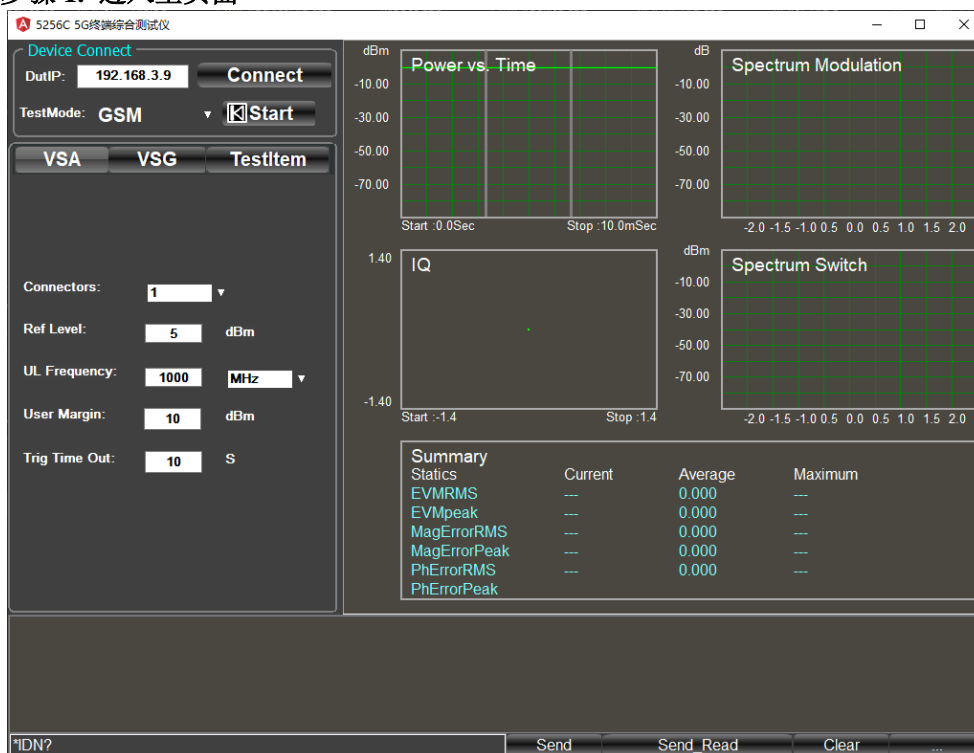 步骤 1: 进入主页面
5256C 5G终端综合测试仪
Device Connect
DutIP: 192.168.3.9 Connect
TestMode: GSM Start
VSA VSG TestItem
Connectors: 1
Ref Level: 5 dBm
UL Frequency: 1000 MHz
User Margin: 10 dBm
Trig Time Out: 10 S
dBm
Power vs. Time
-10.00
-30.00
-50.00
-70.00
Start :0.0Sec Stop :10.0mSec
dB
Spectrum Modulation
-10.00
-30.00
-50.00
-70.00
-2.0 -1.5 -1.0 0.5 0.0 0.5 1.0 1.5 2.0
1.40
IQ
-1.40
Start :-1.4 Stop :1.4
dBm
Spectrum Switch
-10.00
-30.00
-50.00
-70.00
-2.0 -1.5 -1.0 0.5 0.0 0.5 1.0 1.5 2.0
Summary
Statics Current Average Maximum
EVMRMS --- 0.000 ---
EVMpeak --- 0.000 ---
MagErrorRMS --- 0.000 ---
MagErrorPeak --- 0.000 ---
PhErrorRMS --- 0.000 ---
PhErrorPeak
*IDN? Send Send_Read Clear ...